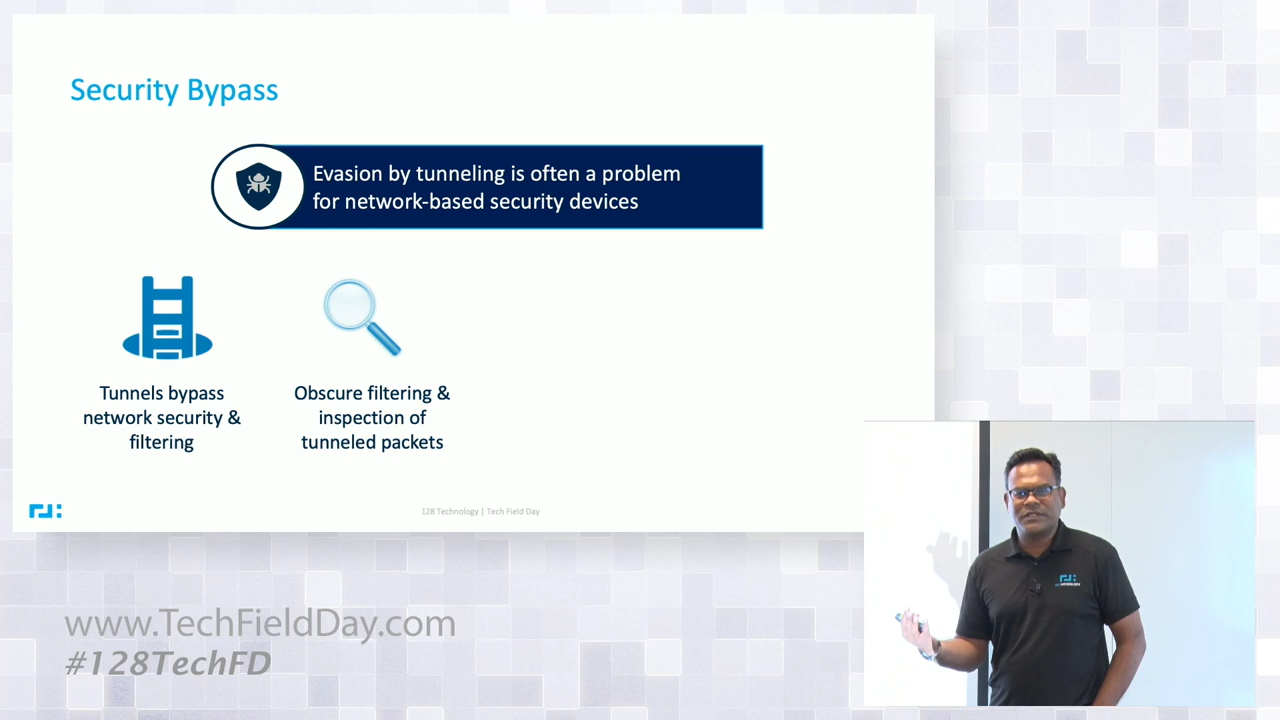 Security Bypass
Evasion by tunneling is often a problem
for network-based security devices
Tunnels bypass
network security &
filtering
Obscure filtering &
inspection of
tunneled packets
128 Technology | Tech Field Day
www.TechFieldDay.com
#128TechFD